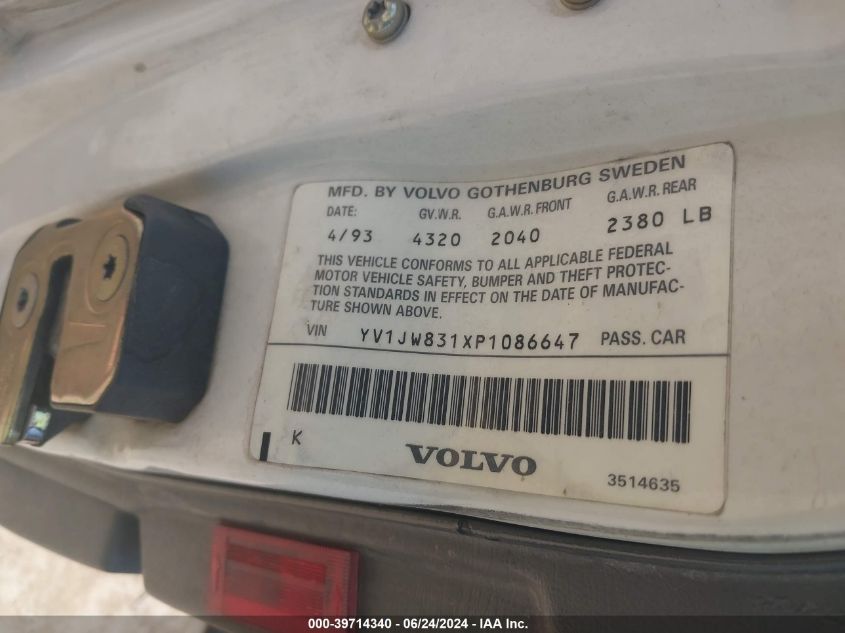 MFD. BY VOLVO GOTHENBURG SWEDEN
DATE: G.V.W.R. G.A.W.R. FRONT G.A.W.R. REAR
4/93 4320 2040 2380 LB
THIS VEHICLE CONFORMS TO ALL APPLICABLE FEDERAL
MOTOR VEHICLE SAFETY, BUMPER AND THEFT PROTEC-
TION STANDARDS IN EFFECT ON THE DATE OF MANUFAC-
TURE SHOWN ABOVE.
VIN YV1JW831XP1086647 PASS. CAR
K VOLVO 3514635
000-39714340 - 06/24/2024 - IAA Inc.